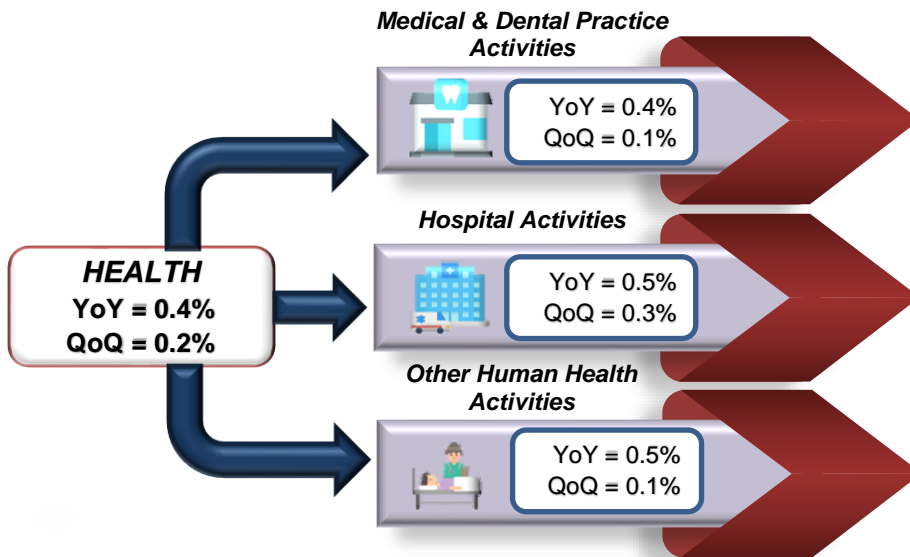 Medical & Dental Practice
Activities
YoY = 0.4%
QoQ = 0.1%
Hospital Activities
HEALTH
YoY = 0.4%
QoQ = 0.2%
YoY = 0.5%
QoQ = 0.3%
Other Human Health
Activities
YoY = 0.5%
QoQ = 0.1%